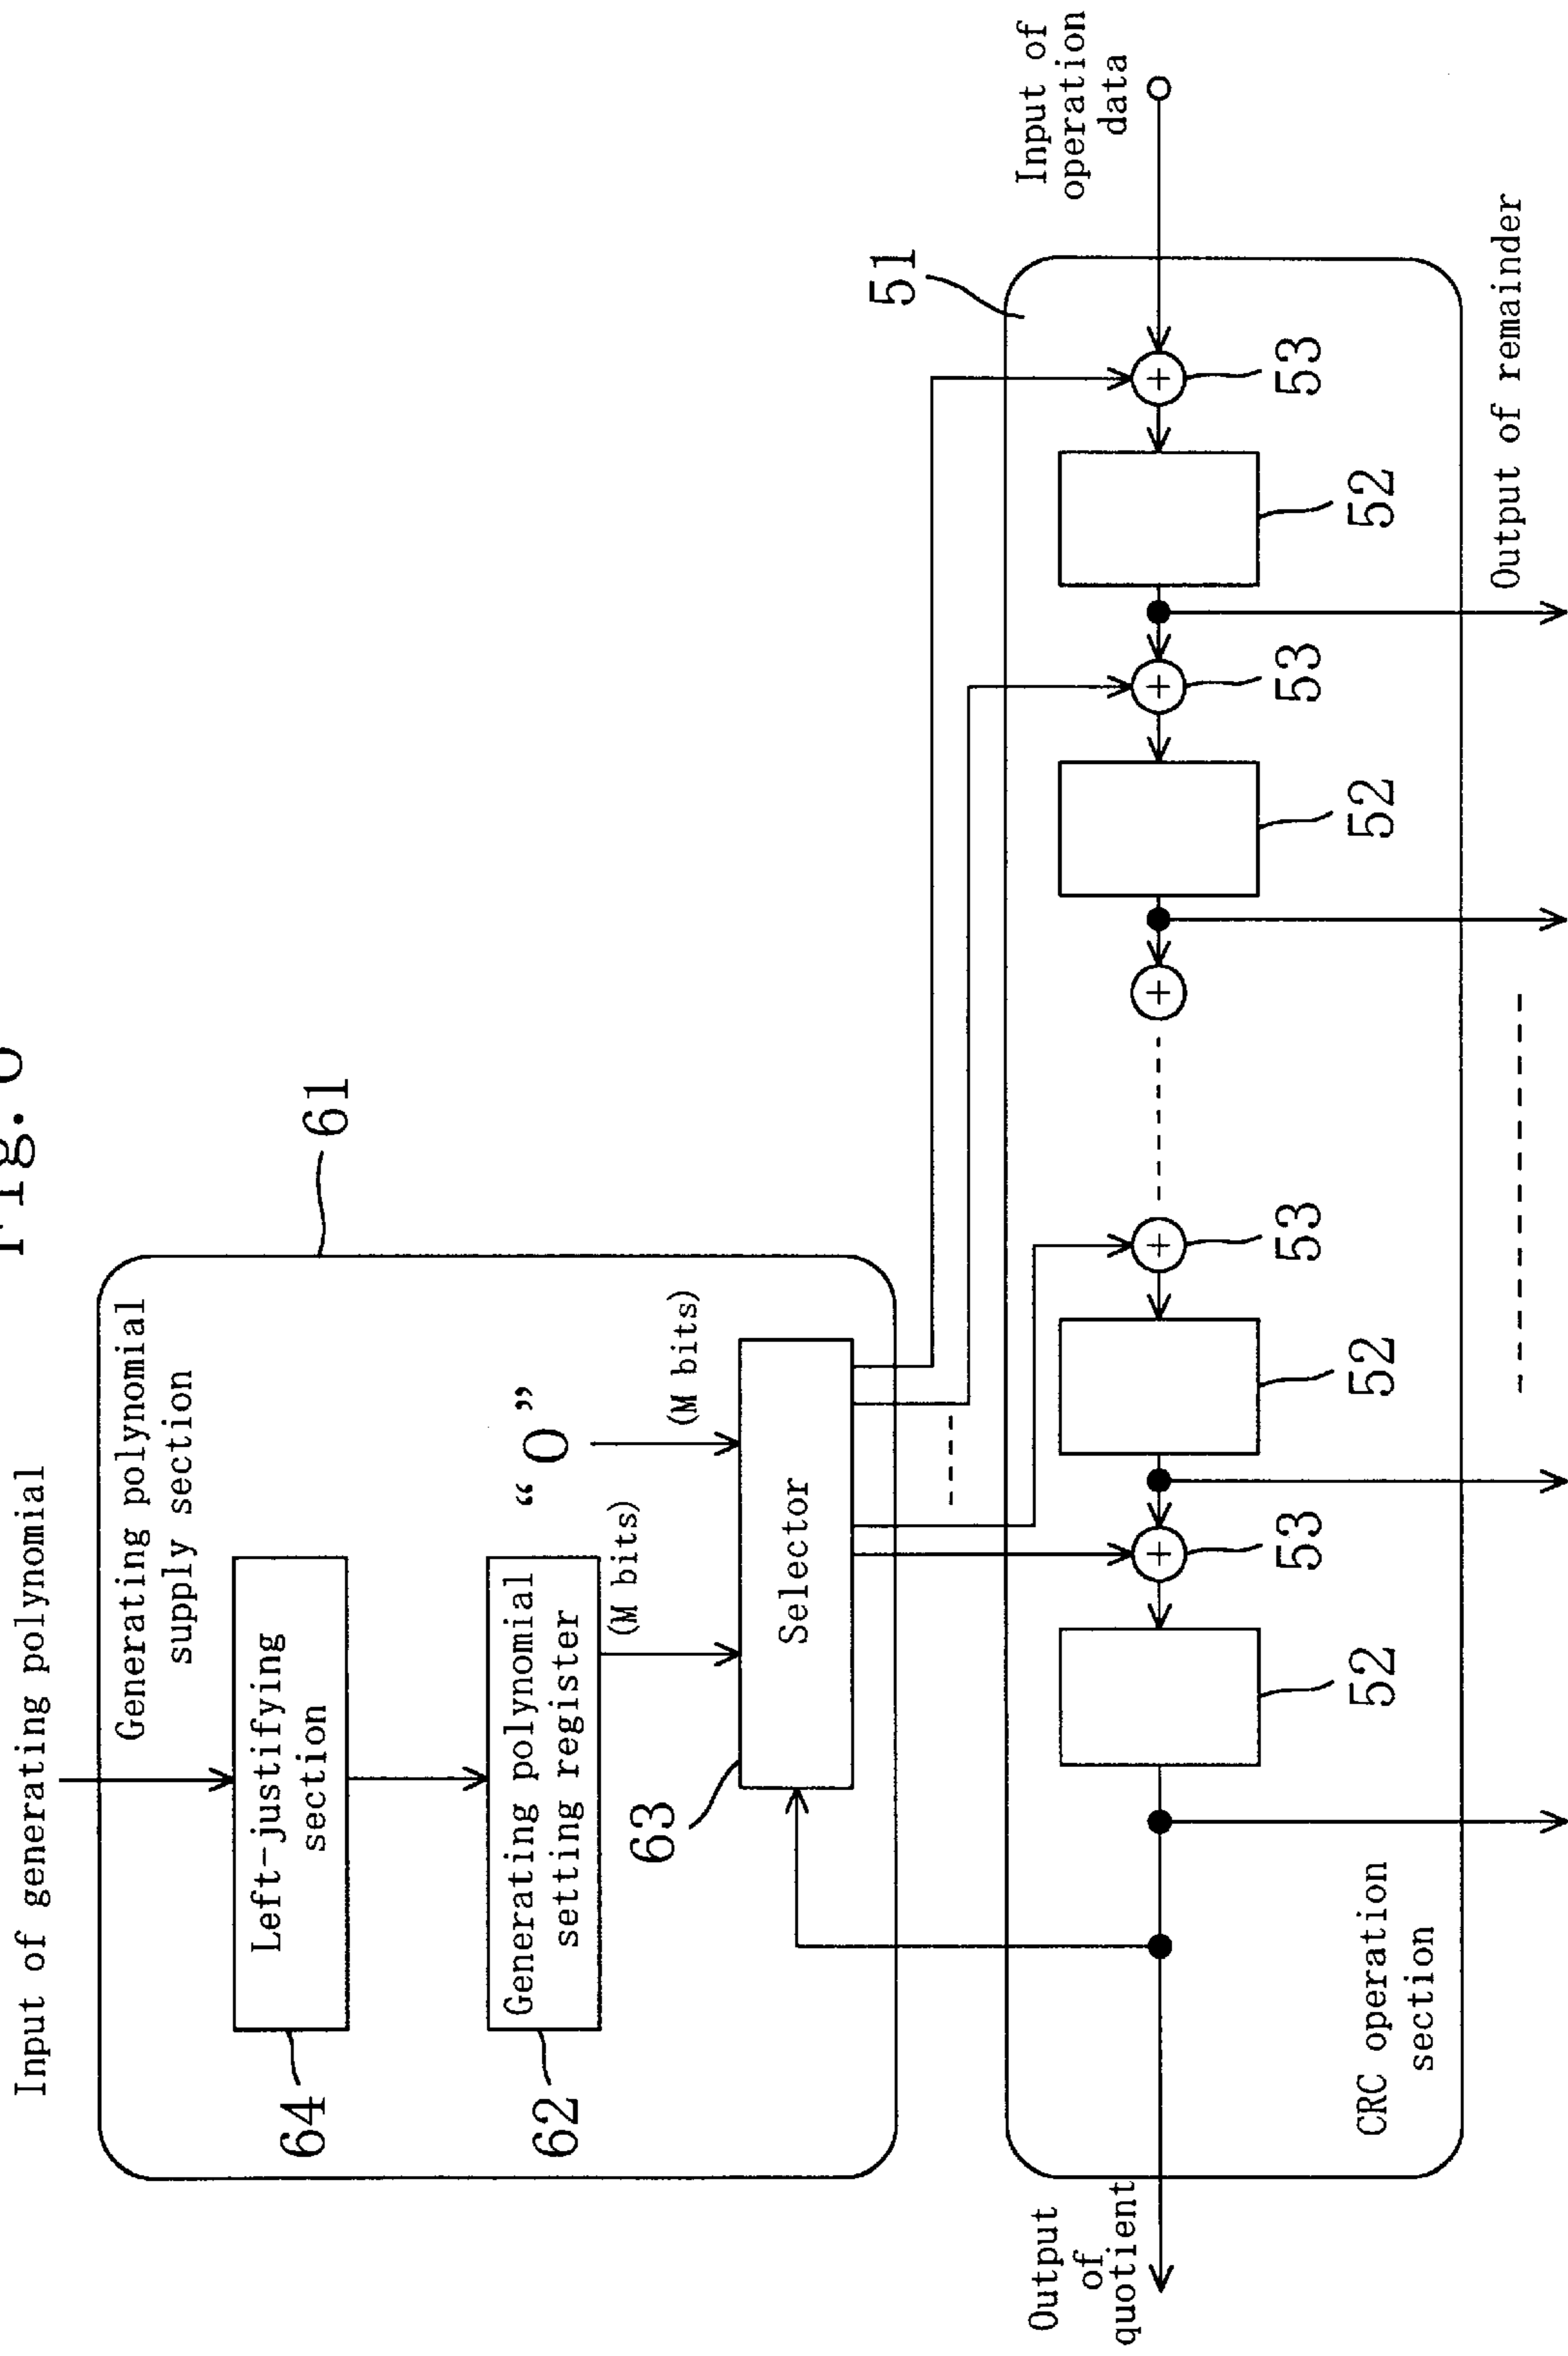 Fig.
Input of generating polynomial
61
Generating polynomial
supply section
64
Left-justifying
section
62
Generating polynomial
setting register
“ 0 ”
(M bits)
(M bits)
63
Selector
51
Input of
operation
data
Output
of
quotient
53
53
53
53
52
52
52
52
CRC operation
section
Output of remainder